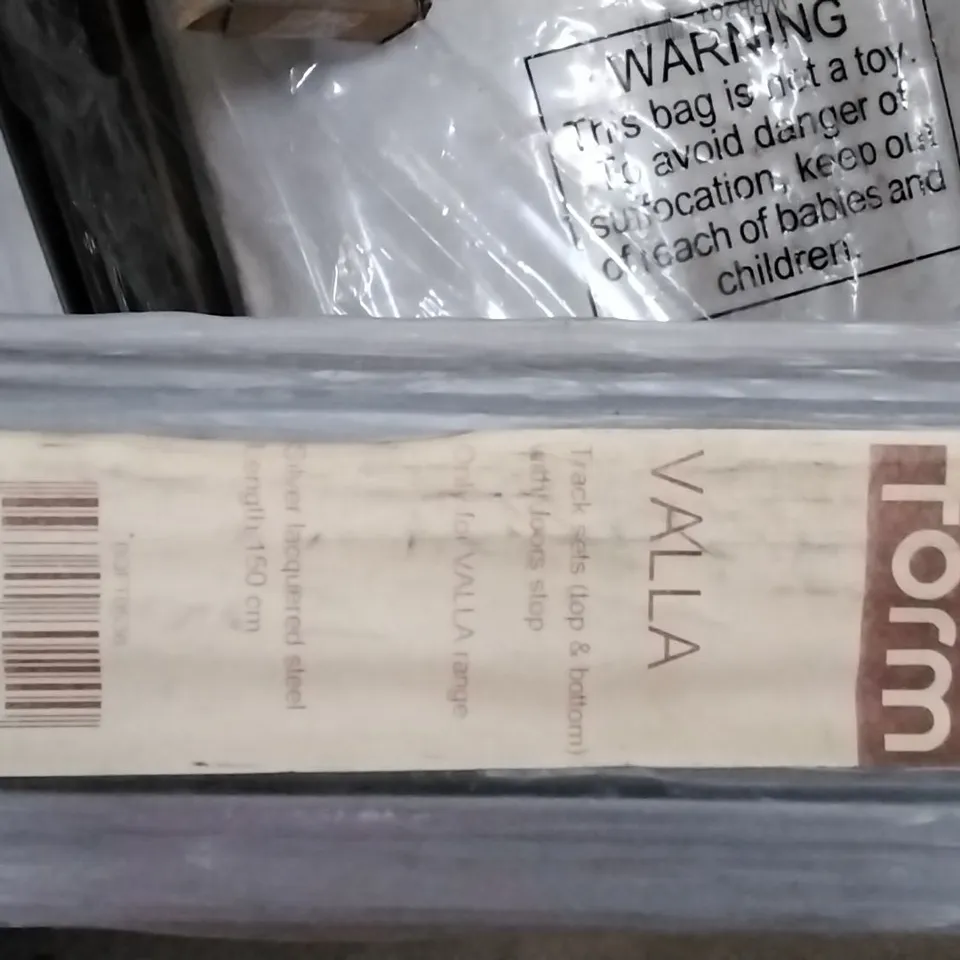 WARNING
This bag is not a toy.
To avoid danger of
suffocation, keep out
of reach of babies and
children.
form
VALLA
Track sets (top & bottom)
with stop
Only for VALLA range
Silver lacquered steel
Length 150 cm